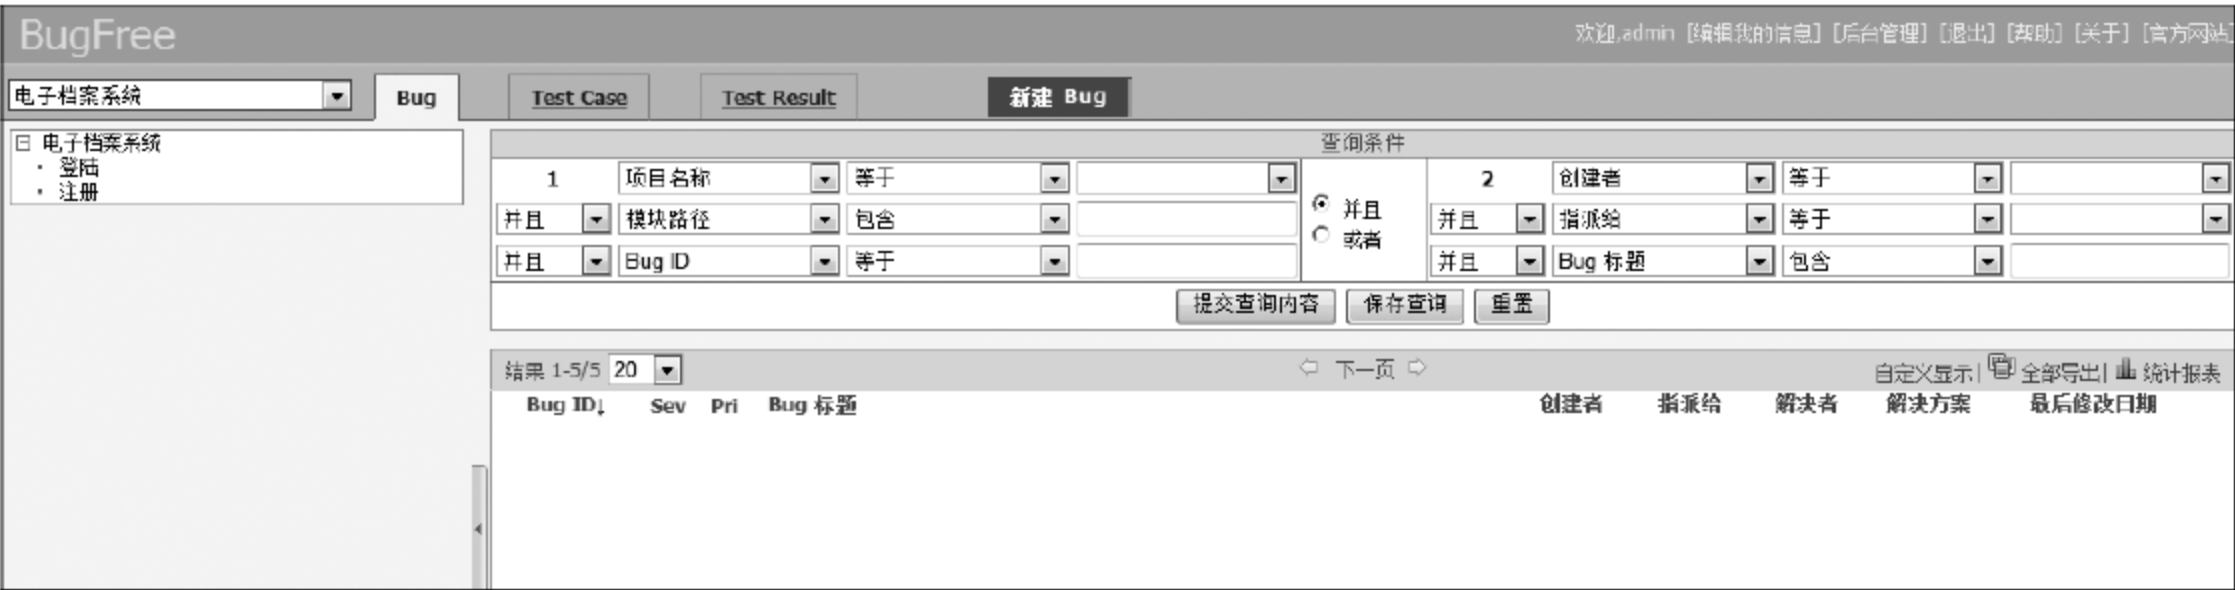 BugFree
欢迎,admin [编辑我的信息] [后台管理] [退出] [帮助] [关于] [官方网站]
电子档案系统 Bug Test Case Test Result 新建 Bug
电子档案系统
登陆
注册
查询条件
1 项目名称 等于 2 创建者 等于
并且 模块路径 包含 并且 并且 指派给 等于
或者
并且 Bug ID 等于 并且 Bug 标题 包含
提交查询内容 保存查询 重置
结果 1-5/5 20 下一页 自定义显示| 全部导出| 统计报表
Bug ID↓ Sev Pri Bug 标题 创建者 指派给 解决者 解决方案 最后修改日期